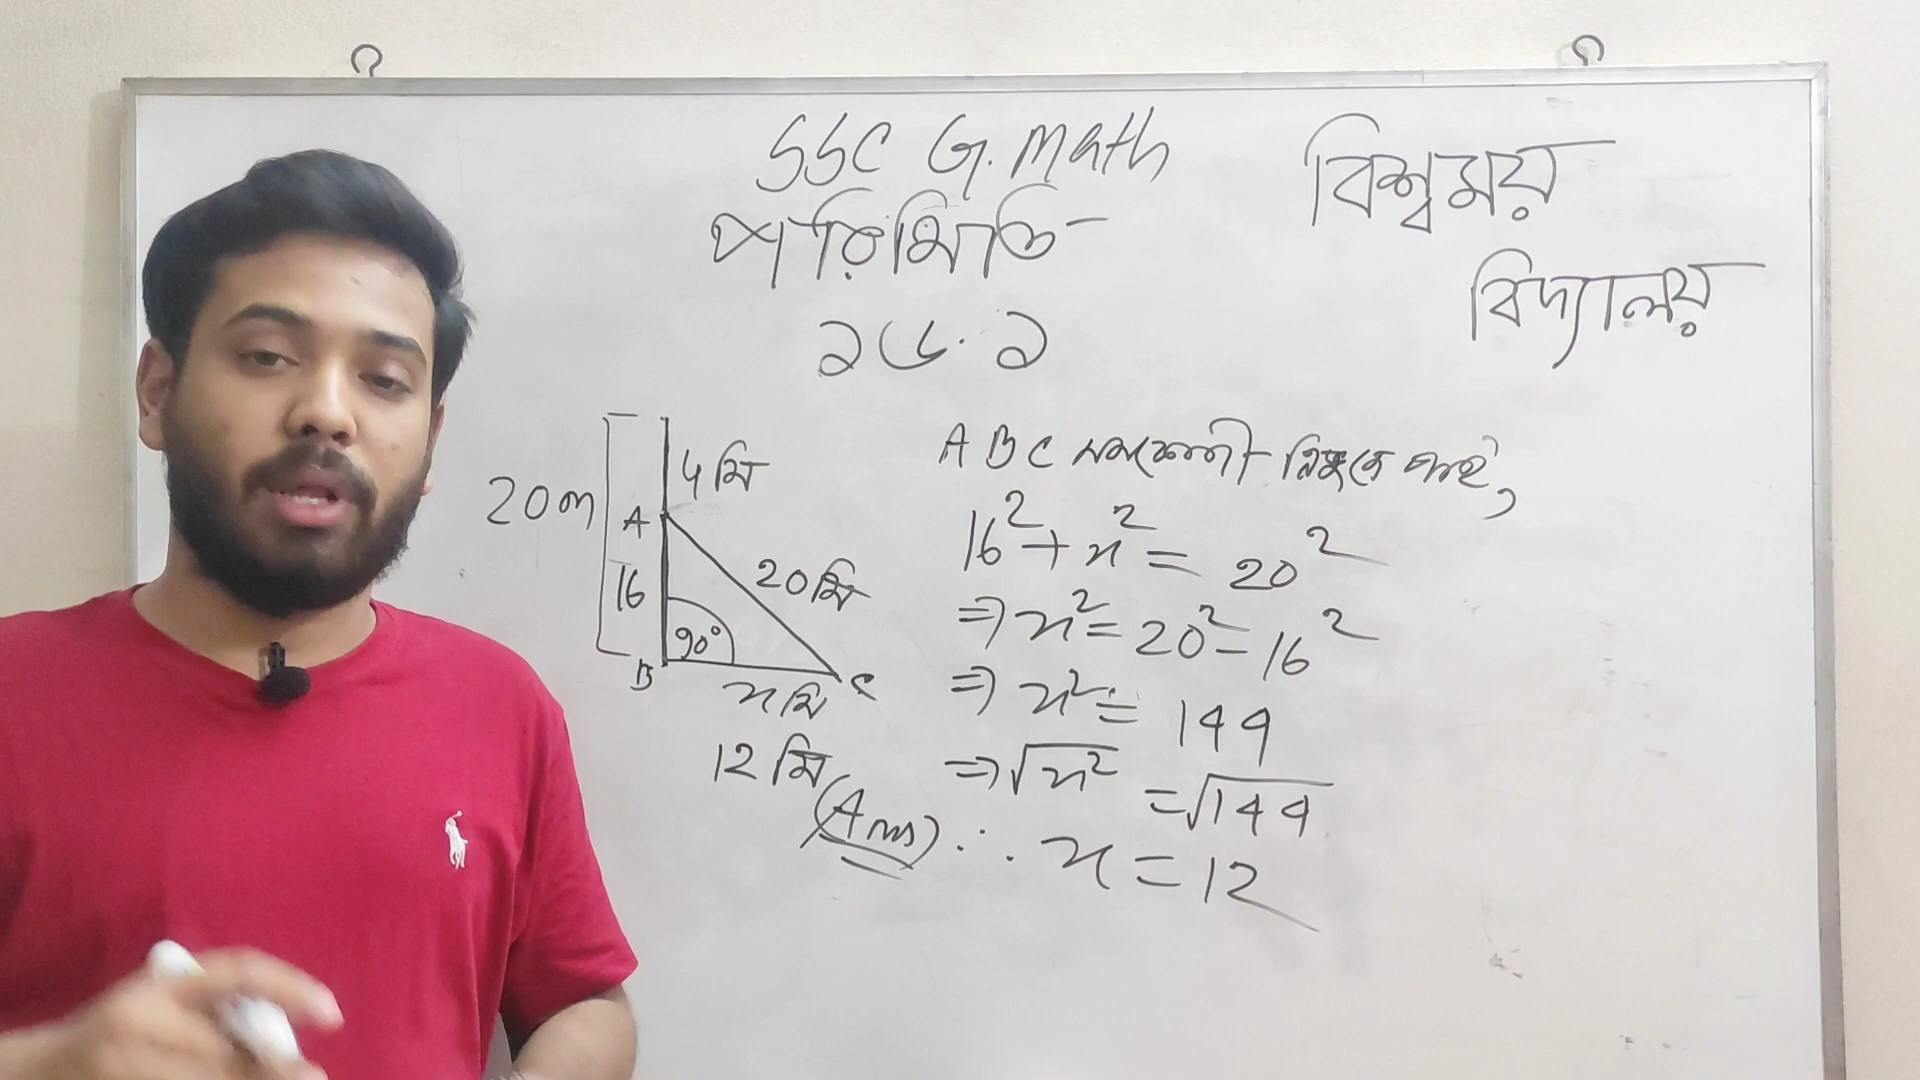 SSC G. Math
পরিমিতি
১৬.১
বিশ্বময়
বিদ্যালয়
20m
4 মি
A
16
20 মি
90°
B
x মি
C
12 মি
(Ans)
ABC সমকোণী ত্রিভুজে পাই,
16² + x² = 20²
⇒ x² = 20² - 16²
⇒ x² = 144
⇒ √x² = √144
∴ x = 12